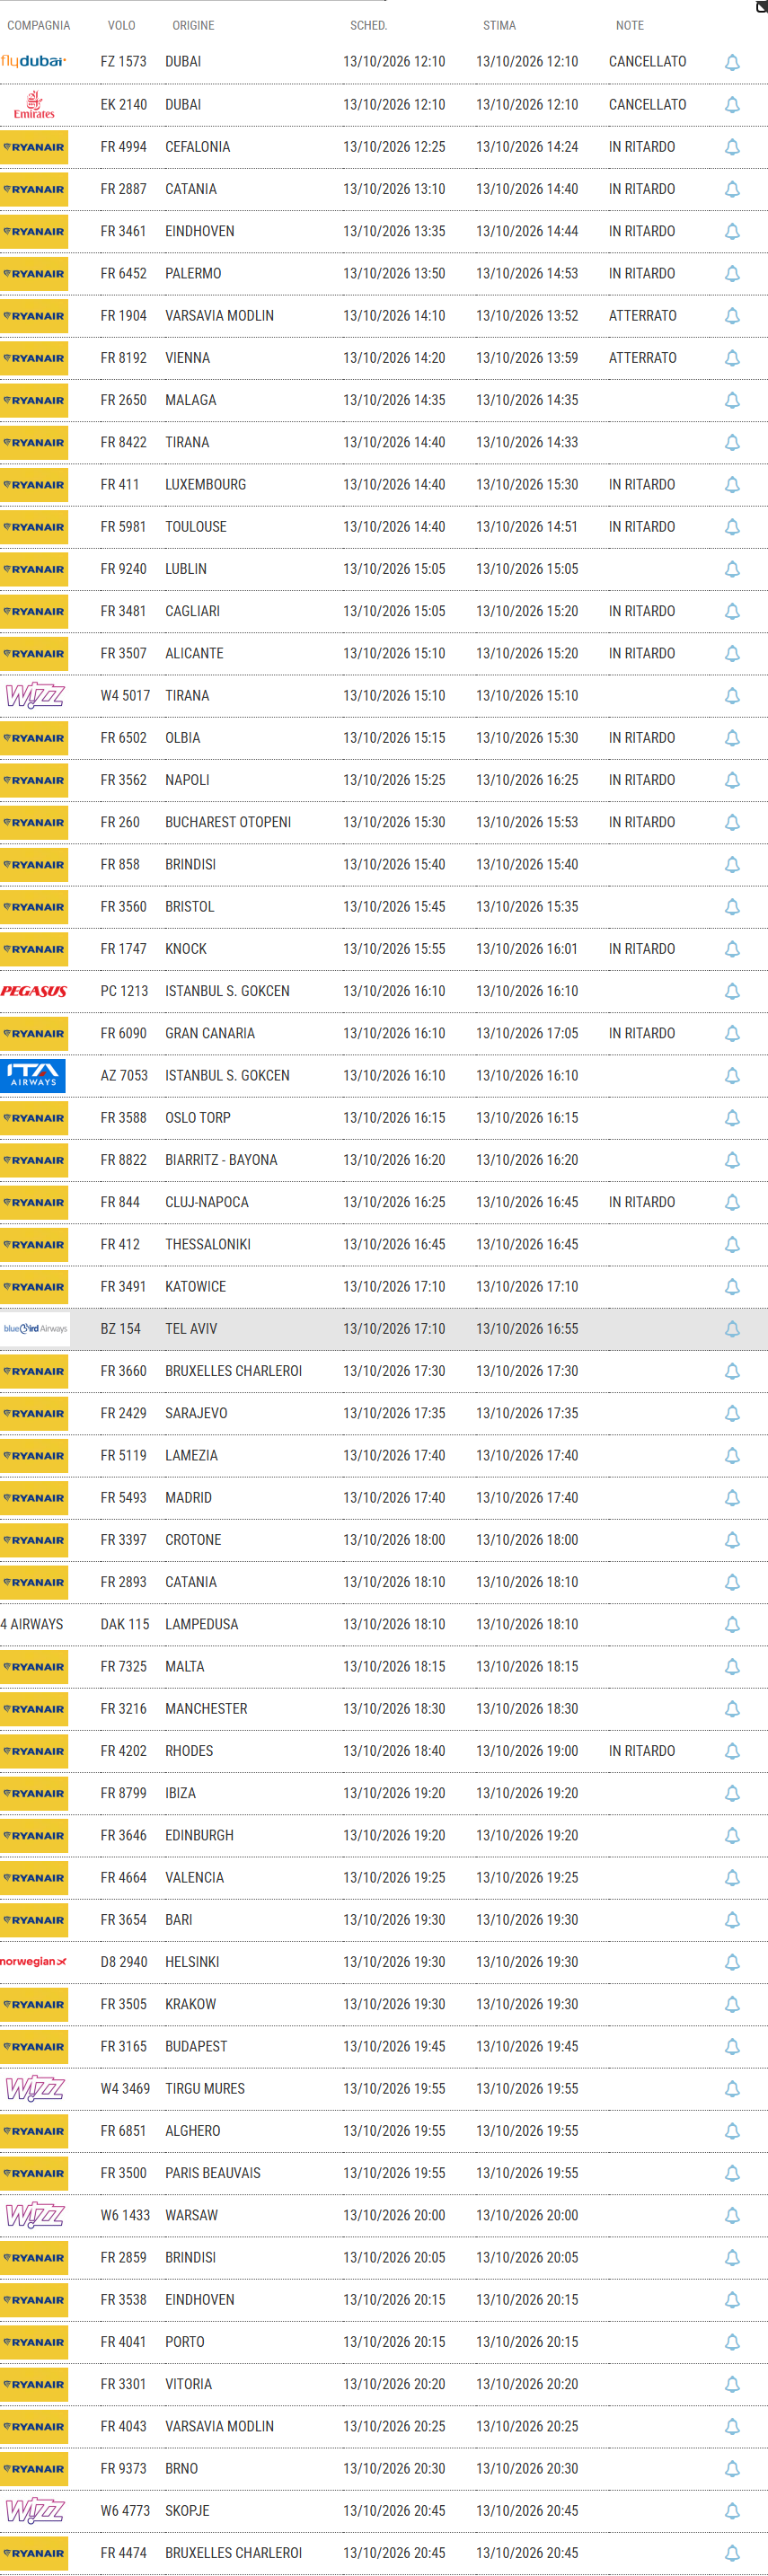 COMPAGNIA VOLO ORIGINE SCHED. STIMA NOTE
flydubai FZ 1573 DUBAI 13/10/2026 12:10 13/10/2026 12:10 CANCELLATO
Emirates EK 2140 DUBAI 13/10/2026 12:10 13/10/2026 12:10 CANCELLATO
RYANAIR FR 4994 CEFALONIA 13/10/2026 12:25 13/10/2026 14:24 IN RITARDO
RYANAIR FR 2887 CATANIA 13/10/2026 13:10 13/10/2026 14:40 IN RITARDO
RYANAIR FR 3461 EINDHOVEN 13/10/2026 13:35 13/10/2026 14:44 IN RITARDO
RYANAIR FR 6452 PALERMO 13/10/2026 13:50 13/10/2026 14:53 IN RITARDO
RYANAIR FR 1904 VARSAVIA MODLIN 13/10/2026 14:10 13/10/2026 13:52 ATTERRATO
RYANAIR FR 8192 VIENNA 13/10/2026 14:20 13/10/2026 13:59 ATTERRATO
RYANAIR FR 2650 MALAGA 13/10/2026 14:35 13/10/2026 14:35
RYANAIR FR 8422 TIRANA 13/10/2026 14:40 13/10/2026 14:33
RYANAIR FR 411 LUXEMBOURG 13/10/2026 14:40 13/10/2026 15:30 IN RITARDO
RYANAIR FR 5981 TOULOUSE 13/10/2026 14:40 13/10/2026 14:51 IN RITARDO
RYANAIR FR 9240 LUBLIN 13/10/2026 15:05 13/10/2026 15:05
RYANAIR FR 3481 CAGLIARI 13/10/2026 15:05 13/10/2026 15:20 IN RITARDO
RYANAIR FR 3507 ALICANTE 13/10/2026 15:10 13/10/2026 15:20 IN RITARDO
WIZZ W4 5017 TIRANA 13/10/2026 15:10 13/10/2026 15:10
RYANAIR FR 6502 OLBIA 13/10/2026 15:15 13/10/2026 15:30 IN RITARDO
RYANAIR FR 3562 NAPOLI 13/10/2026 15:25 13/10/2026 16:25 IN RITARDO
RYANAIR FR 260 BUCHAREST OTOPENI 13/10/2026 15:30 13/10/2026 15:53 IN RITARDO
RYANAIR FR 858 BRINDISI 13/10/2026 15:40 13/10/2026 15:40
RYANAIR FR 3560 BRISTOL 13/10/2026 15:45 13/10/2026 15:35
RYANAIR FR 1747 KNOCK 13/10/2026 15:55 13/10/2026 16:01 IN RITARDO
PEGASUS PC 1213 ISTANBUL S. GOKCEN 13/10/2026 16:10 13/10/2026 16:10
RYANAIR FR 6090 GRAN CANARIA 13/10/2026 16:10 13/10/2026 17:05 IN RITARDO
ITA AIRWAYS AZ 7053 ISTANBUL S. GOKCEN 13/10/2026 16:10 13/10/2026 16:10
RYANAIR FR 3588 OSLO TORP 13/10/2026 16:15 13/10/2026 16:15
RYANAIR FR 8822 BIARRITZ - BAYONA 13/10/2026 16:20 13/10/2026 16:20
RYANAIR FR 844 CLUJ-NAPOCA 13/10/2026 16:25 13/10/2026 16:45 IN RITARDO
RYANAIR FR 412 THESSALONIKI 13/10/2026 16:45 13/10/2026 16:45
RYANAIR FR 3491 KATOWICE 13/10/2026 17:10 13/10/2026 17:10
bluebird Airways BZ 154 TEL AVIV 13/10/2026 17:10 13/10/2026 16:55
RYANAIR FR 3660 BRUXELLES CHARLEROI 13/10/2026 17:30 13/10/2026 17:30
RYANAIR FR 2429 SARAJEVO 13/10/2026 17:35 13/10/2026 17:35
RYANAIR FR 5119 LAMEZIA 13/10/2026 17:40 13/10/2026 17:40
RYANAIR FR 5493 MADRID 13/10/2026 17:40 13/10/2026 17:40
RYANAIR FR 3397 CROTONE 13/10/2026 18:00 13/10/2026 18:00
RYANAIR FR 2893 CATANIA 13/10/2026 18:10 13/10/2026 18:10
4 AIRWAYS DAK 115 LAMPEDUSA 13/10/2026 18:10 13/10/2026 18:10
RYANAIR FR 7325 MALTA 13/10/2026 18:15 13/10/2026 18:15
RYANAIR FR 3216 MANCHESTER 13/10/2026 18:30 13/10/2026 18:30
RYANAIR FR 4202 RHODES 13/10/2026 18:40 13/10/2026 19:00 IN RITARDO
RYANAIR FR 8799 IBIZA 13/10/2026 19:20 13/10/2026 19:20
RYANAIR FR 3646 EDINBURGH 13/10/2026 19:20 13/10/2026 19:20
RYANAIR FR 4664 VALENCIA 13/10/2026 19:25 13/10/2026 19:25
RYANAIR FR 3654 BARI 13/10/2026 19:30 13/10/2026 19:30
norwegian D8 2940 HELSINKI 13/10/2026 19:30 13/10/2026 19:30
RYANAIR FR 3505 KRAKOW 13/10/2026 19:30 13/10/2026 19:30
RYANAIR FR 3165 BUDAPEST 13/10/2026 19:45 13/10/2026 19:45
WIZZ W4 3469 TIRGU MURES 13/10/2026 19:55 13/10/2026 19:55
RYANAIR FR 6851 ALGHERO 13/10/2026 19:55 13/10/2026 19:55
RYANAIR FR 3500 PARIS BEAUVAIS 13/10/2026 19:55 13/10/2026 19:55
WIZZ W6 1433 WARSAW 13/10/2026 20:00 13/10/2026 20:00
RYANAIR FR 2859 BRINDISI 13/10/2026 20:05 13/10/2026 20:05
RYANAIR FR 3538 EINDHOVEN 13/10/2026 20:15 13/10/2026 20:15
RYANAIR FR 4041 PORTO 13/10/2026 20:15 13/10/2026 20:15
RYANAIR FR 3301 VITORIA 13/10/2026 20:20 13/10/2026 20:20
RYANAIR FR 4043 VARSAVIA MODLIN 13/10/2026 20:25 13/10/2026 20:25
RYANAIR FR 9373 BRNO 13/10/2026 20:30 13/10/2026 20:30
WIZZ W6 4773 SKOPJE 13/10/2026 20:45 13/10/2026 20:45
RYANAIR FR 4474 BRUXELLES CHARLEROI 13/10/2026 20:45 13/10/2026 20:45